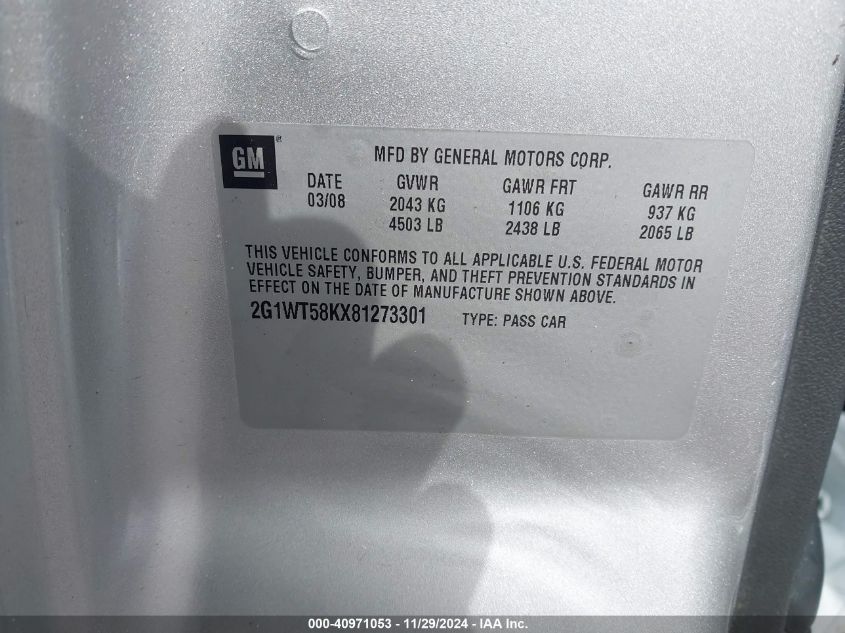 GM®
MFD BY GENERAL MOTORS CORP.
DATE GVWR GAWR FRT GAWR RR
03/08 2043 KG 1106 KG 937 KG
4503 LB 2438 LB 2065 LB
THIS VEHICLE CONFORMS TO ALL APPLICABLE U.S. FEDERAL MOTOR
VEHICLE SAFETY, BUMPER, AND THEFT PREVENTION STANDARDS IN
EFFECT ON THE DATE OF MANUFACTURE SHOWN ABOVE.
2G1WT58KX81273301 TYPE: PASS CAR
000-40971053 - 11/29/2024 - IAA Inc.